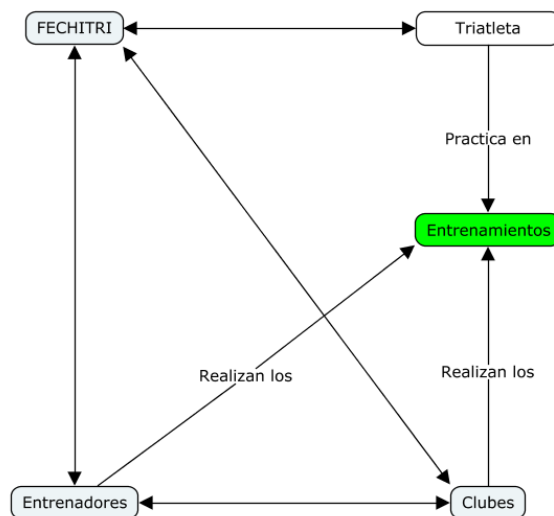 FECHITRI
Triatleta
Practica en
Entrenamientos
Realizan los
Realizan los
Entrenadores
Clubes